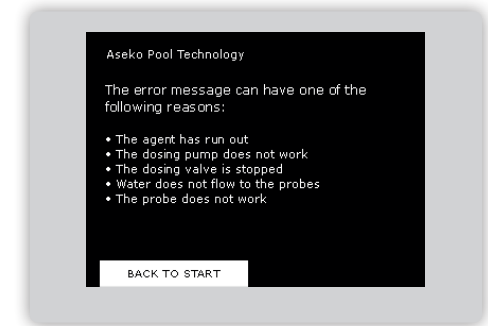 Aseko Pool Technology
The error message can have one of the
following reasons:
• The agent has run out
• The dosing pump does not work
• The dosing valve is stopped
• Water does not flow to the probes
• The probe does not work
BACK TO START